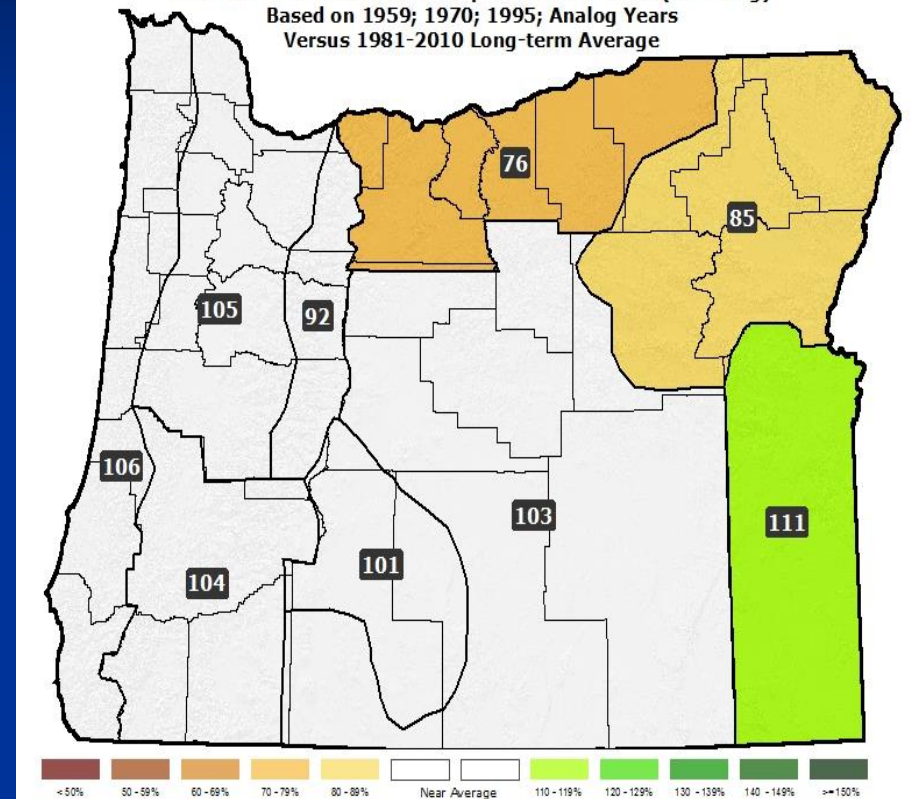 Based on 1959; 1970; 1995; Analog Years
Versus 1981-2010 Long-term Average
76
85
105
92
106
103
111
101
104
<50%
50 - 59%
60 - 69%
70 - 79%
80 - 89%
Near Average
110 - 119%
120 - 129%
130 - 139%
140 - 149%
>=150%